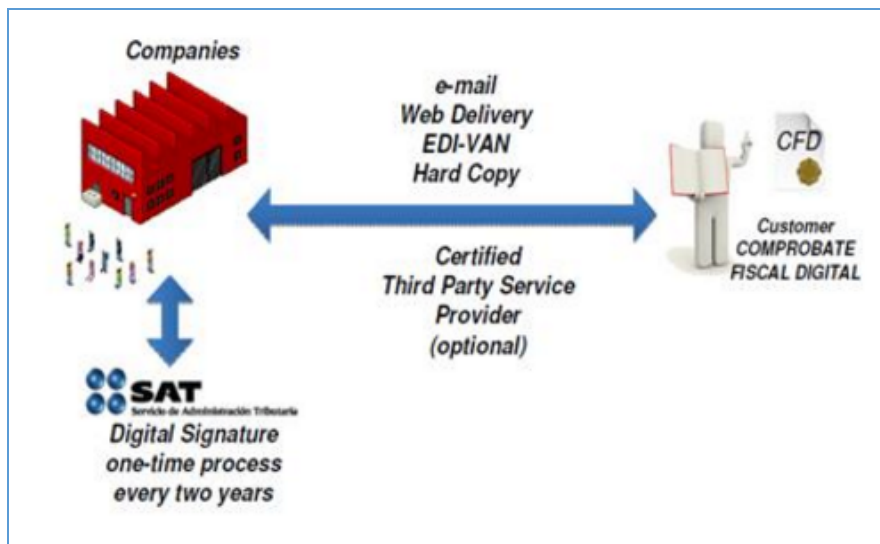 Companies
e-mail
Web Delivery
EDI-VAN
Hard Copy
CFD
Certified
Third Party Service
Provider
(optional)
Customer
COMPROBATE
FISCAL DIGITAL
SAT
Servicio de Administración Tributaria
Digital Signature
one-time process
every two years